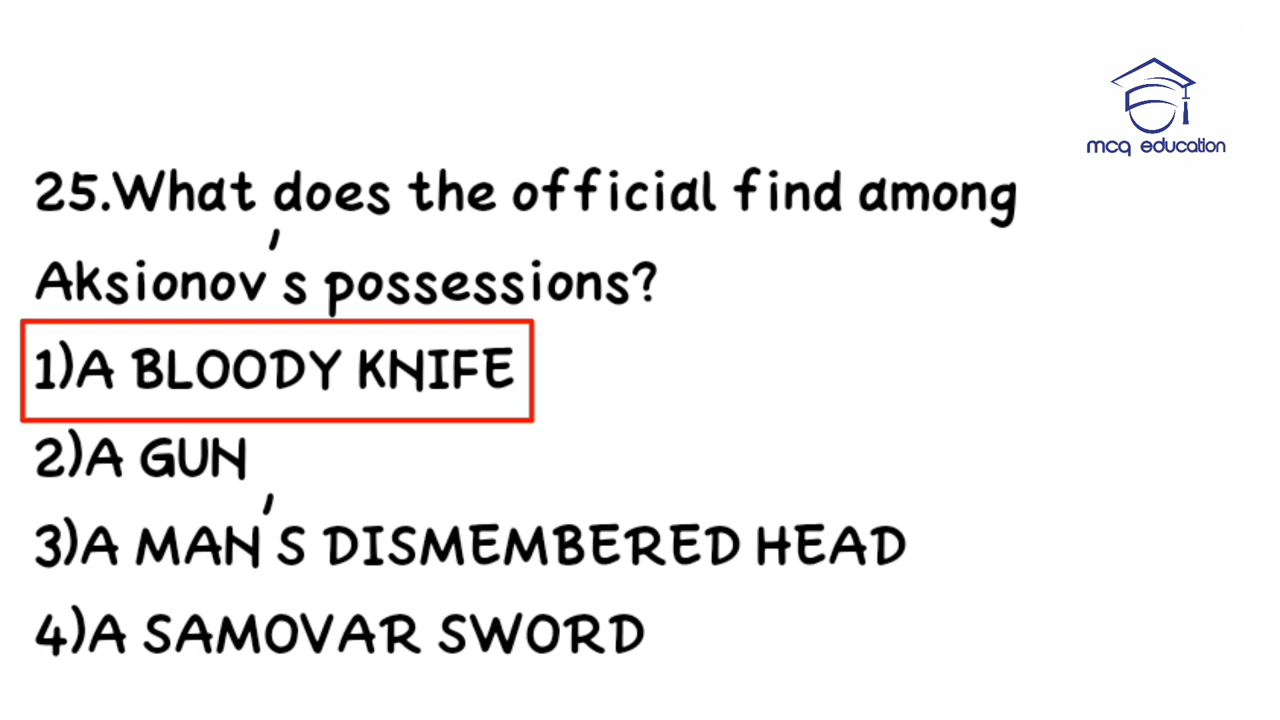 mcq education
25.What does the official find among
Aksionov's possessions?
1)A BLOODY KNIFE
2)A GUN
3)A MAN'S DISMEMBERED HEAD
4)A SAMOVAR SWORD